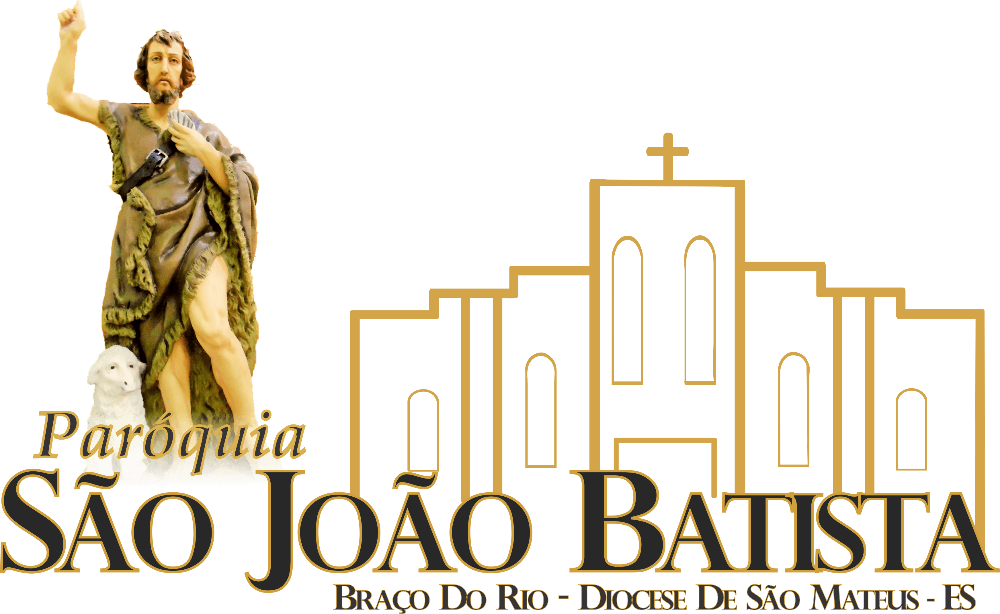 Paróquia
São João Batista
Braço Do Rio - Diocese De São Mateus - ES